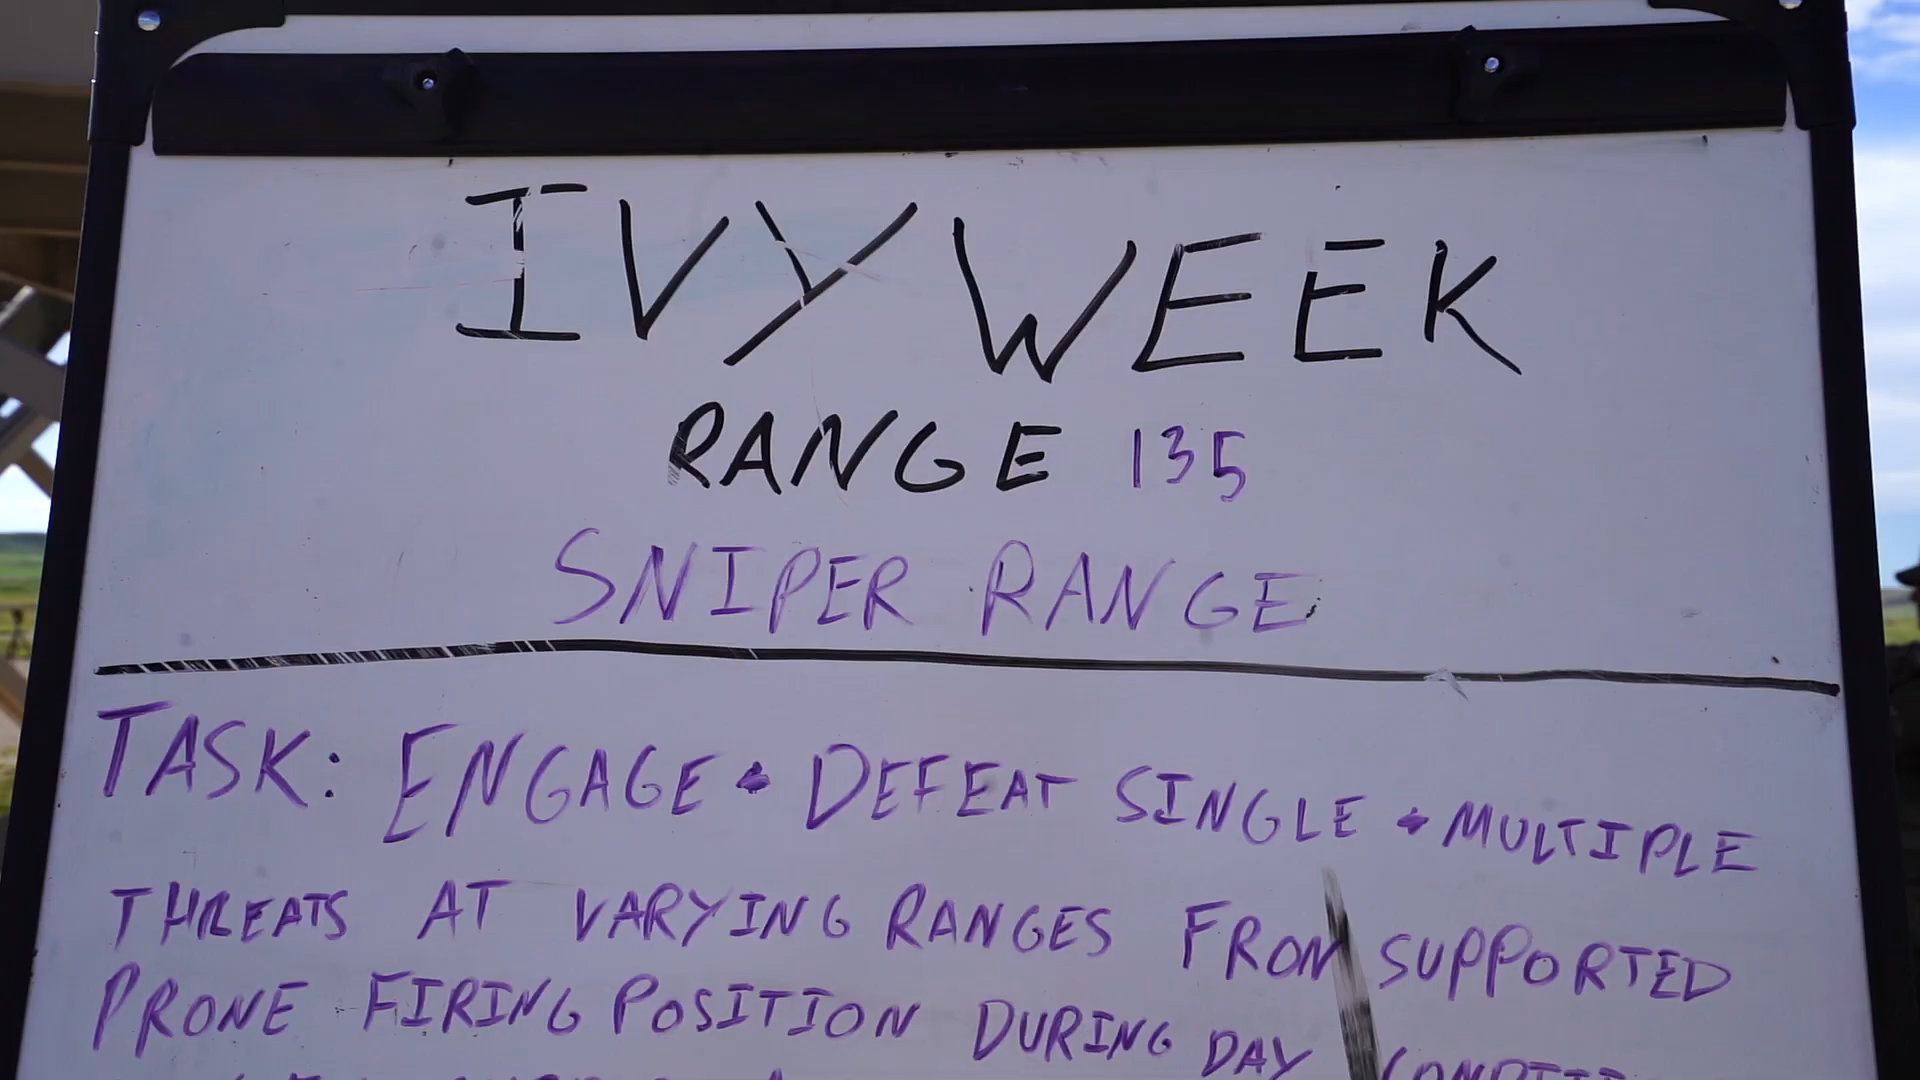 IVY WEEK
RANGE 135
SNIPER RANGE
TASK: ENGAGE & DEFEAT SINGLE & MULTIPLE
THREATS AT VARYING RANGES FROM SUPPORTED
PRONE FIRING POSITION DURING DAY